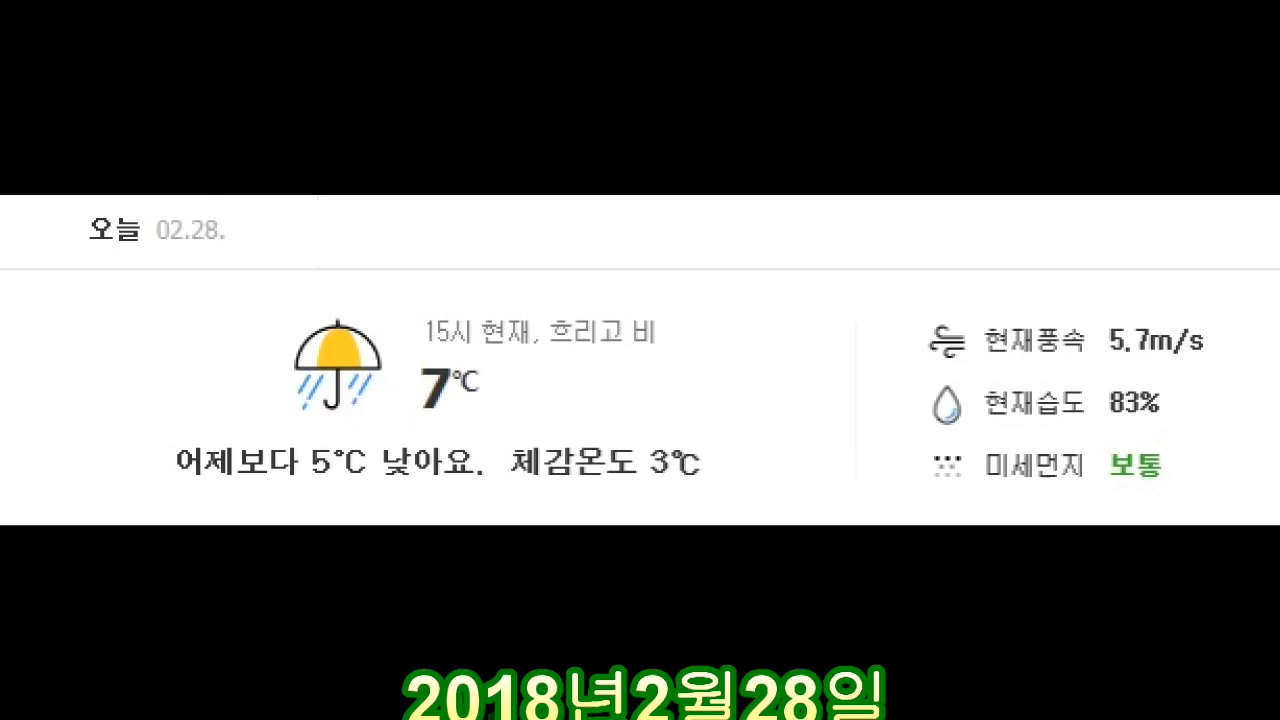 오늘 02.28.
15시 현재, 흐리고 비
7℃
어제보다 5℃ 낮아요. 체감온도 3℃
현재풍속 5.7m/s
현재습도 83%
미세먼지 보통
2018년2월28일